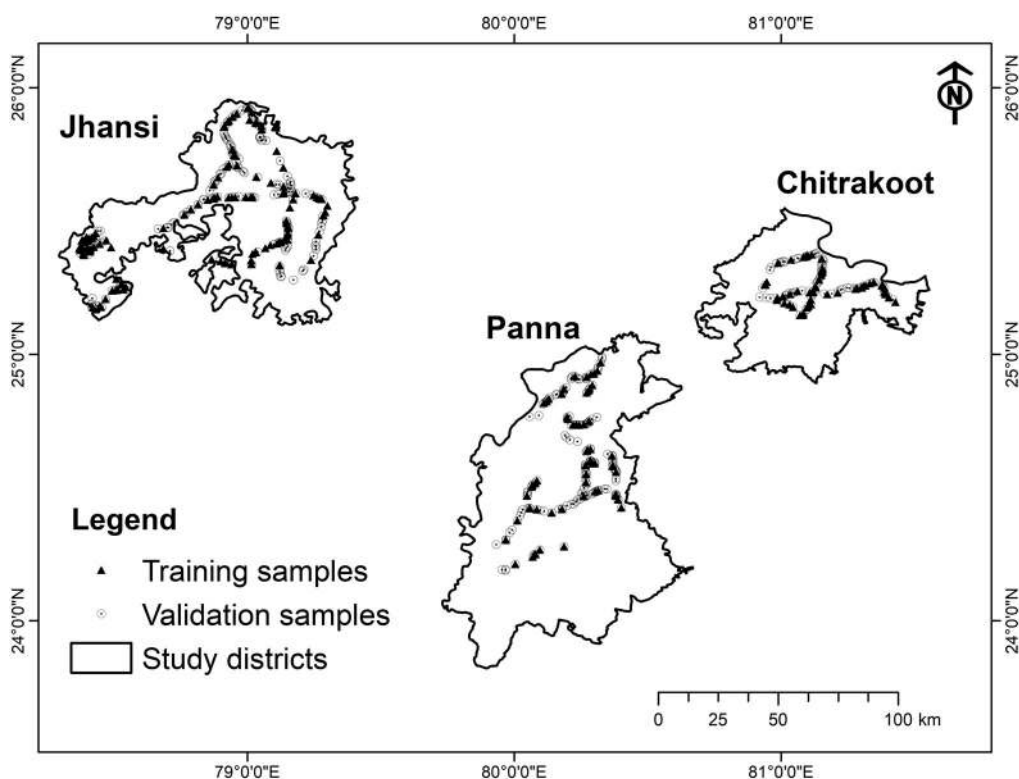 79°0'0"E 80°0'0"E 81°0'0"E
26°0'0"N 26°0'0"N
N
Jhansi
Chitrakoot
Panna
25°0'0"N 25°0'0"N
Legend
Training samples
Validation samples
Study districts
24°0'0"N 24°0'0"N
0 25 50 100 km
79°0'0"E 80°0'0"E 81°0'0"E